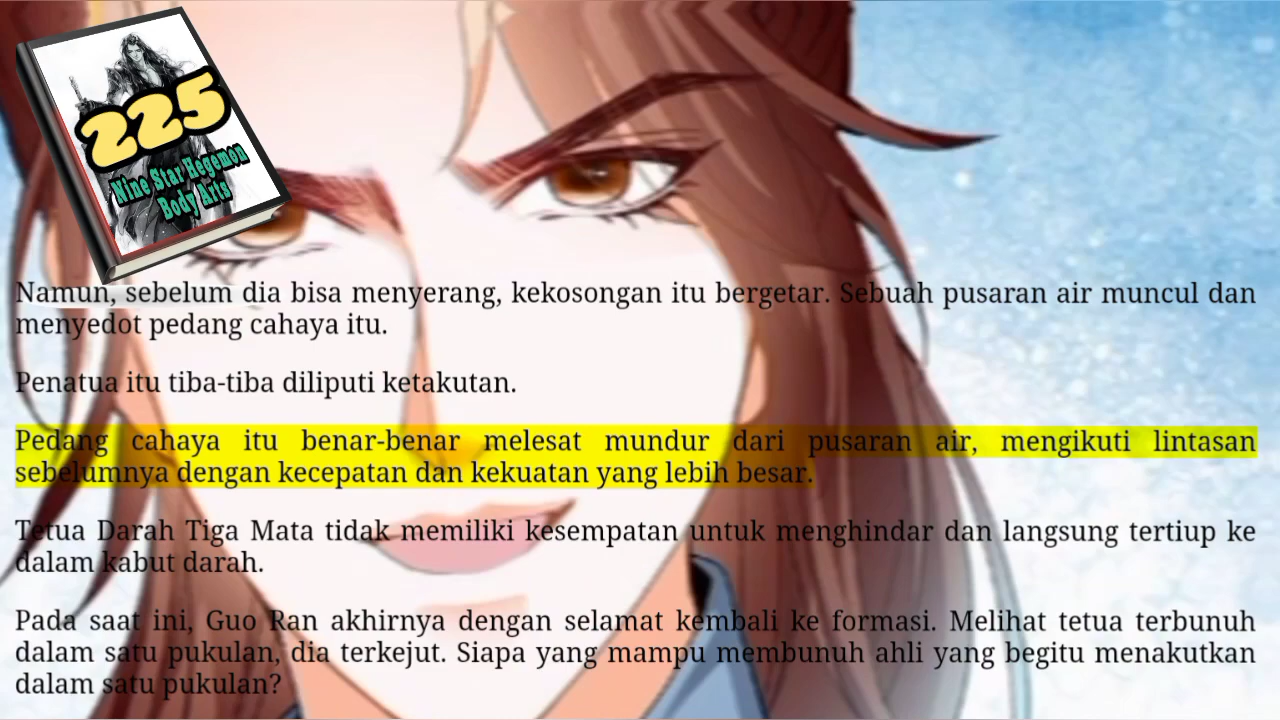 225
Nine Star Hegemon
Body Arts
Namun, sebelum dia bisa menyerang, kekosongan itu bergetar. Sebuah pusaran air muncul dan
menyedot pedang cahaya itu.
Penatua itu tiba-tiba diliputi ketakutan.
Pedang cahaya itu benar-benar melesat mundur dari pusaran air, mengikuti lintasan
sebelumnya dengan kecepatan dan kekuatan yang lebih besar.
Tetua Darah Tiga Mata tidak memiliki kesempatan untuk menghindar dan langsung tertiup ke
dalam kabut darah.
Pada saat ini, Guo Ran akhirnya dengan selamat kembali ke formasi. Melihat tetua terbunuh
dalam satu pukulan, dia terkejut. Siapa yang mampu membunuh ahli yang begitu menakutkan
dalam satu pukulan?